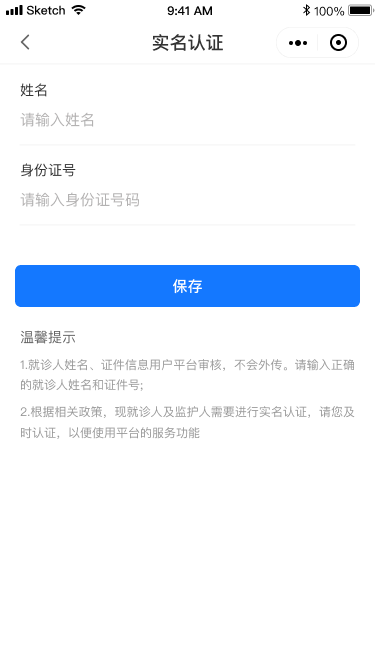 Sketch 9:41 AM 100%
实名认证
姓名
请输入姓名
身份证号
请输入身份证号码
保存
温馨提示
1.就诊人姓名、证件信息用户平台审核，不会外传。请输入正确
的就诊人姓名和证件号;
2.根据相关政策，现就诊人及监护人需要进行实名认证，请您及
时认证，以便使用平台的服务功能